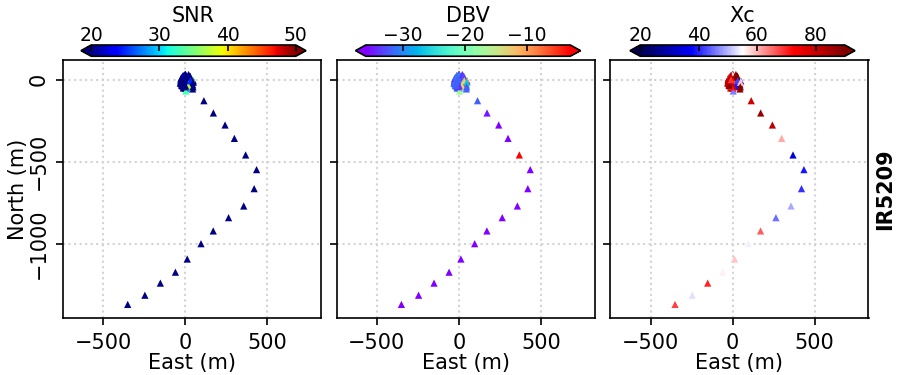 SNR
20 30 40 50
DBV
−30 −20 −10
Xc
20 40 60 80
North (m)
0
−500
−1000
−500 0 500
East (m)
−500 0 500
East (m)
−500 0 500
East (m)
IR5209